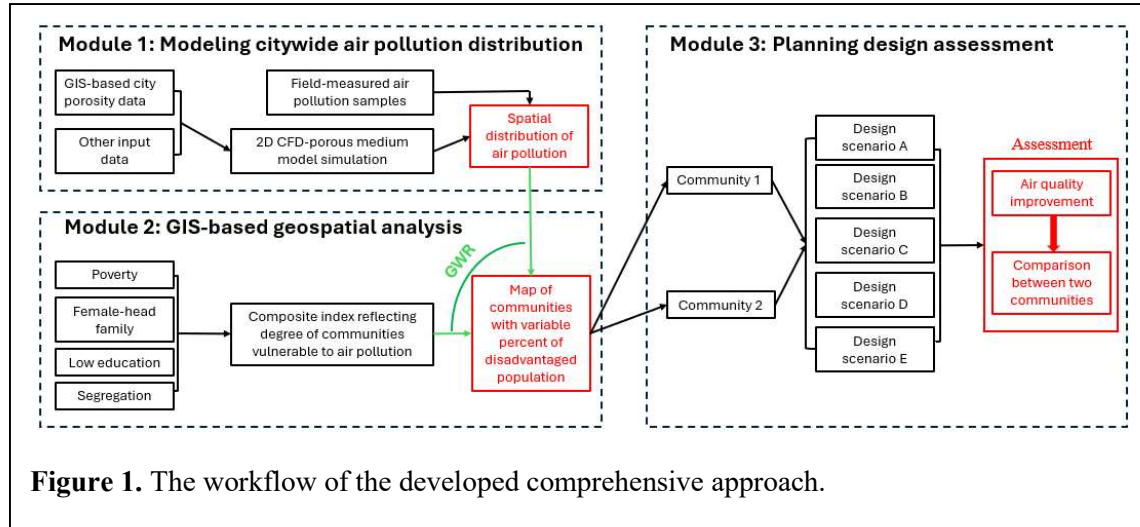 Module 1: Modeling citywide air pollution distribution
GIS-based city
porosity data
Other input
data
Field-measured air
pollution samples
2D CFD-porous medium
model simulation
Spatial
distribution of
air pollution
Module 2: GIS-based geospatial analysis
Poverty
Female-head
family
Low education
Segregation
Composite index reflecting
degree of communities
vulnerable to air pollution
GWR
Map of
communities
with variable
percent of
disadvantaged
population
Module 3: Planning design assessment
Community 1
Community 2
Design
scenario A
Design
scenario B
Design
scenario C
Design
scenario D
Design
scenario E
Assessment
Air quality
improvement
Comparison
between two
communities
Figure 1. The workflow of the developed comprehensive approach.